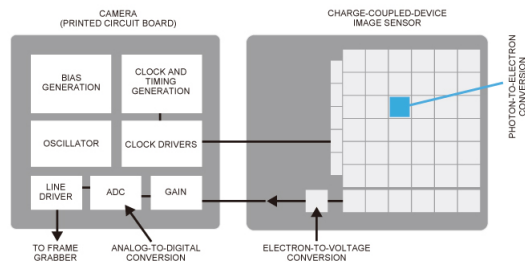 CAMERA
(PRINTED CIRCUIT BOARD)
CHARGE-COUPLED-DEVICE
IMAGE SENSOR
BIAS
GENERATION
CLOCK AND
TIMING
GENERATION
OSCILLATOR
CLOCK DRIVERS
LINE
DRIVER
ADC
GAIN
TO FRAME
GRABBER
ANALOG-TO-DIGITAL
CONVERSION
ELECTRON-TO-VOLTAGE
CONVERSION
PHOTON-TO-ELECTRON
CONVERSION